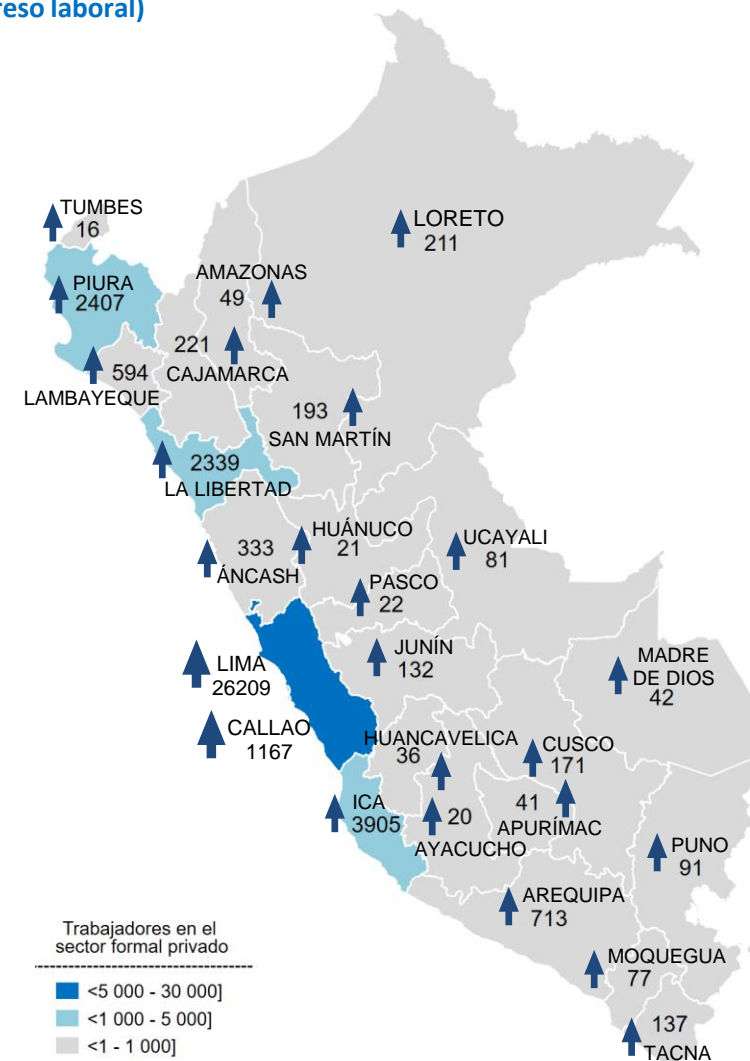 reso laboral)
TUMBES
16
LORETO
211
PIURA
2407
AMAZONAS
49
221
CAJAMARCA
594
LAMBAYEQUE
193
SAN MARTÍN
2339
LA LIBERTAD
HUÁNUCO
21
UCAYALI
81
333
ÁNCASH
PASCO
22
JUNÍN
132
LIMA
26209
MADRE
DE DIOS
42
CALLAO
1167
HUANCAVELICA
36
CUSCO
171
ICA
3905
20
AYACUCHO
41
APURÍMAC
PUNO
91
AREQUIPA
713
MOQUEGUA
77
137
TACNA
Trabajadores en el
sector formal privado
<5 000 - 30 000]
<1 000 - 5 000]
<1 - 1 000]